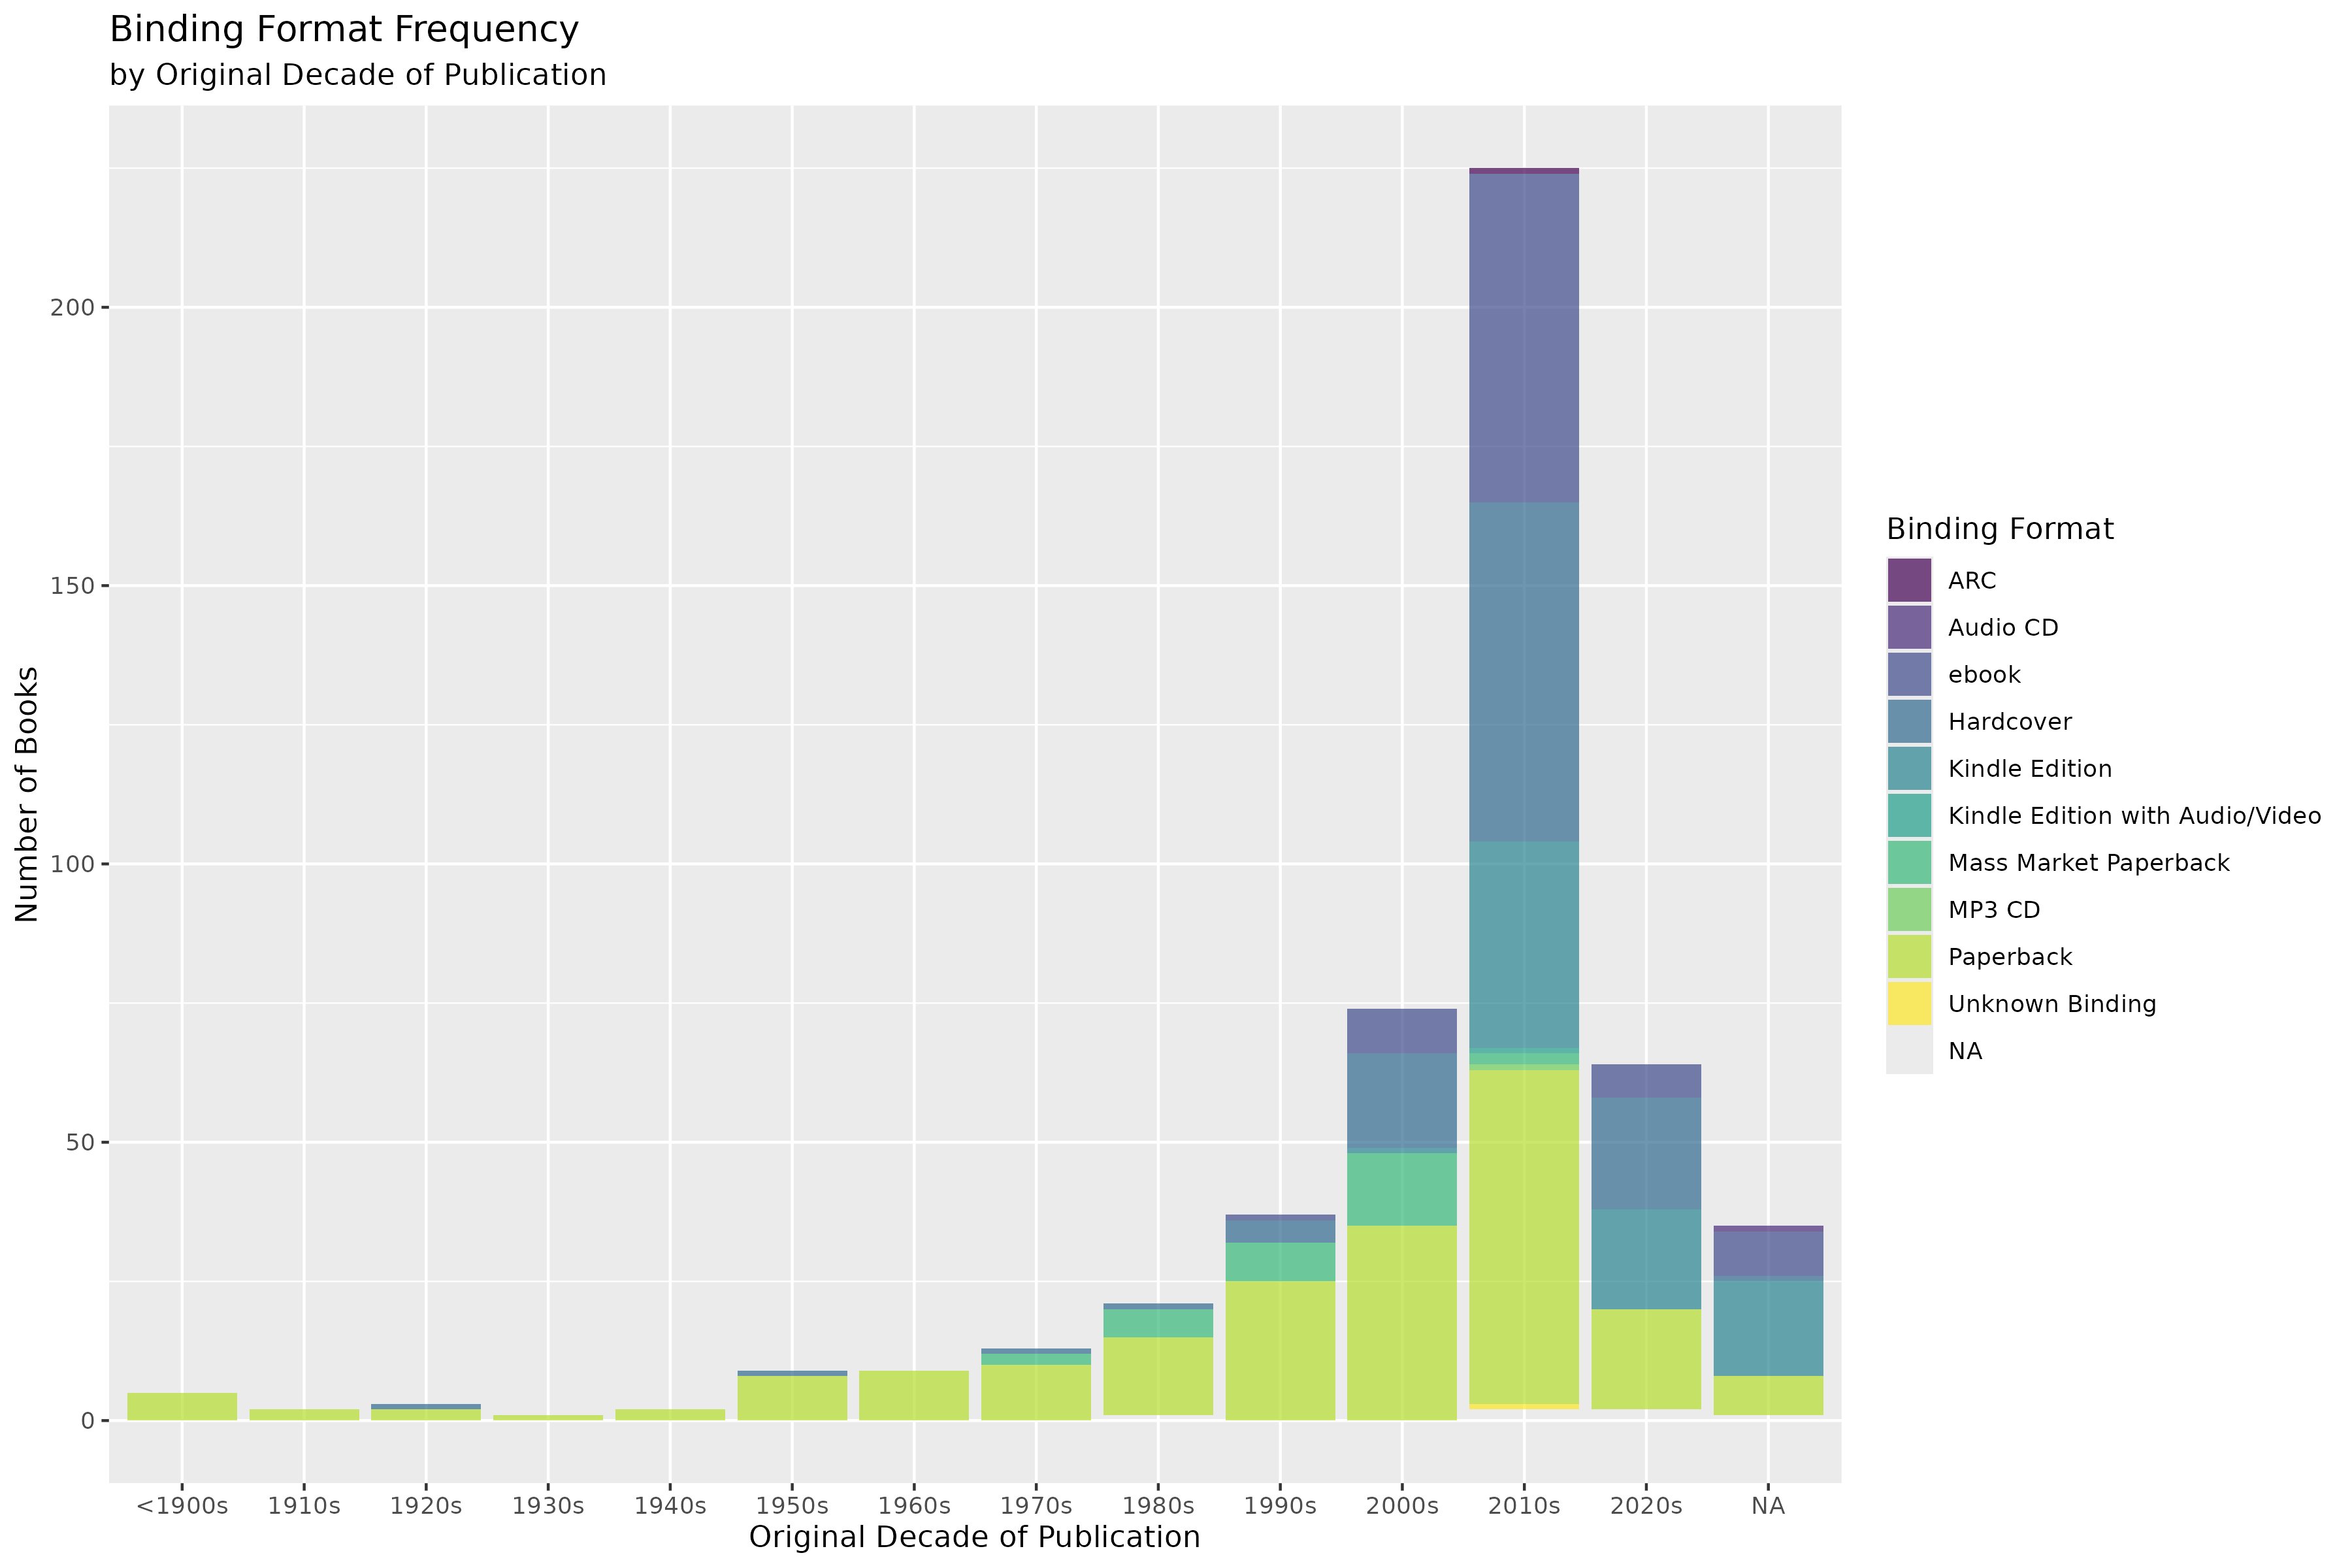 Binding Format Frequency
by Original Decade of Publication
Number of Books
200
150
100
50
0
<1900s 1910s 1920s 1930s 1940s 1950s 1960s 1970s 1980s 1990s 2000s 2010s 2020s NA
Original Decade of Publication
Binding Format
ARC
Audio CD
ebook
Hardcover
Kindle Edition
Kindle Edition with Audio/Video
Mass Market Paperback
MP3 CD
Paperback
Unknown Binding
NA